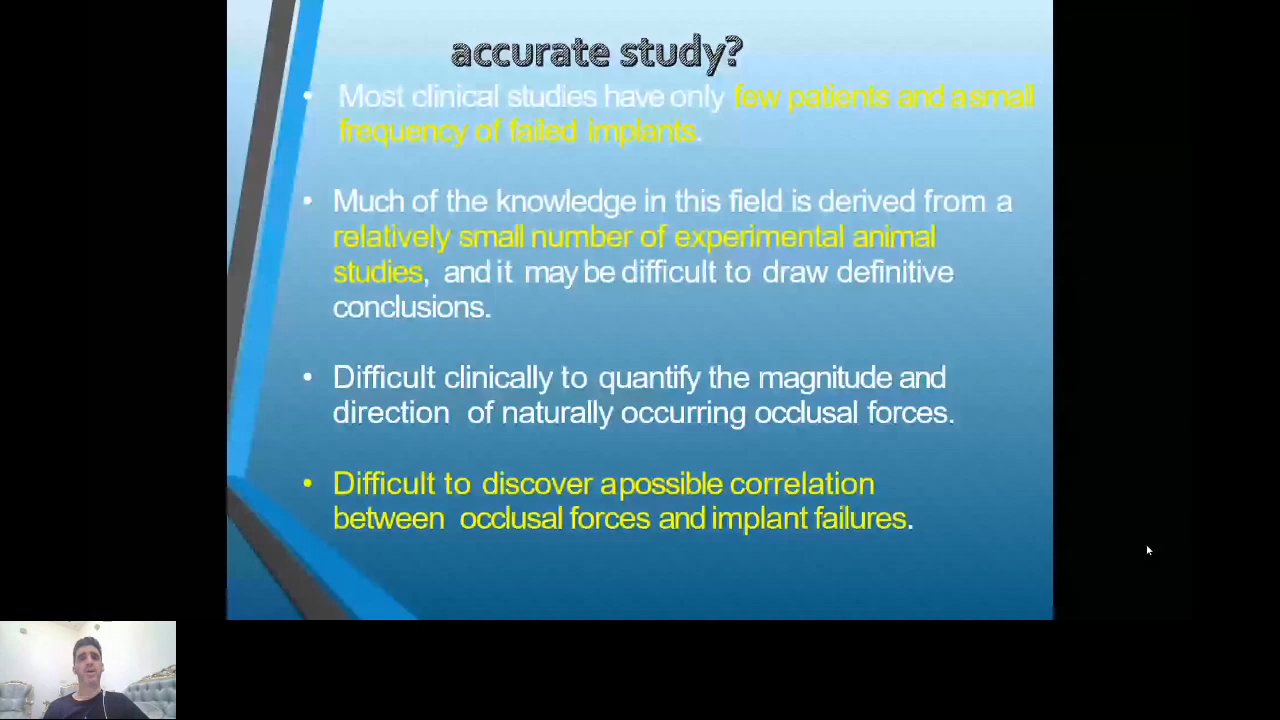 accurate study?
• Most clinical studies have only few patients and asmall
frequency of failed implants.
• Much of the knowledge in this field is derived from a
relatively small number of experimental animal
studies, and it may be difficult to draw definitive
conclusions.
• Difficult clinically to quantify the magnitude and
direction of naturally occurring occlusal forces.
• Difficult to discover apossible correlation
between occlusal forces and implant failures.